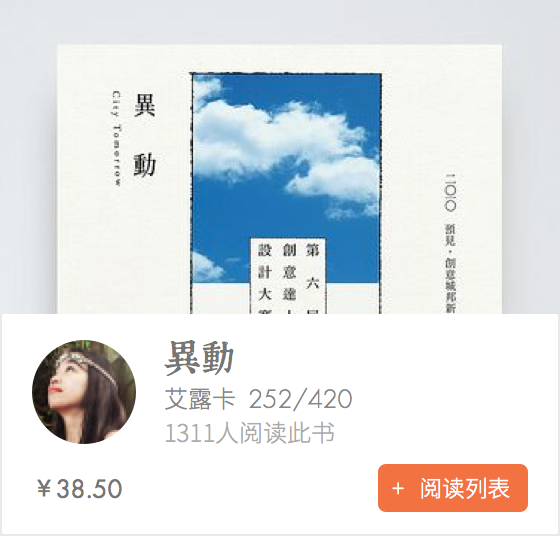 異動
City Tomorrow
第六屆
創意達人
設計大賽
二〇一〇 預見·創意城邦新
異動
艾露卡 252/420
1311人阅读此书
¥38.50
+ 阅读列表